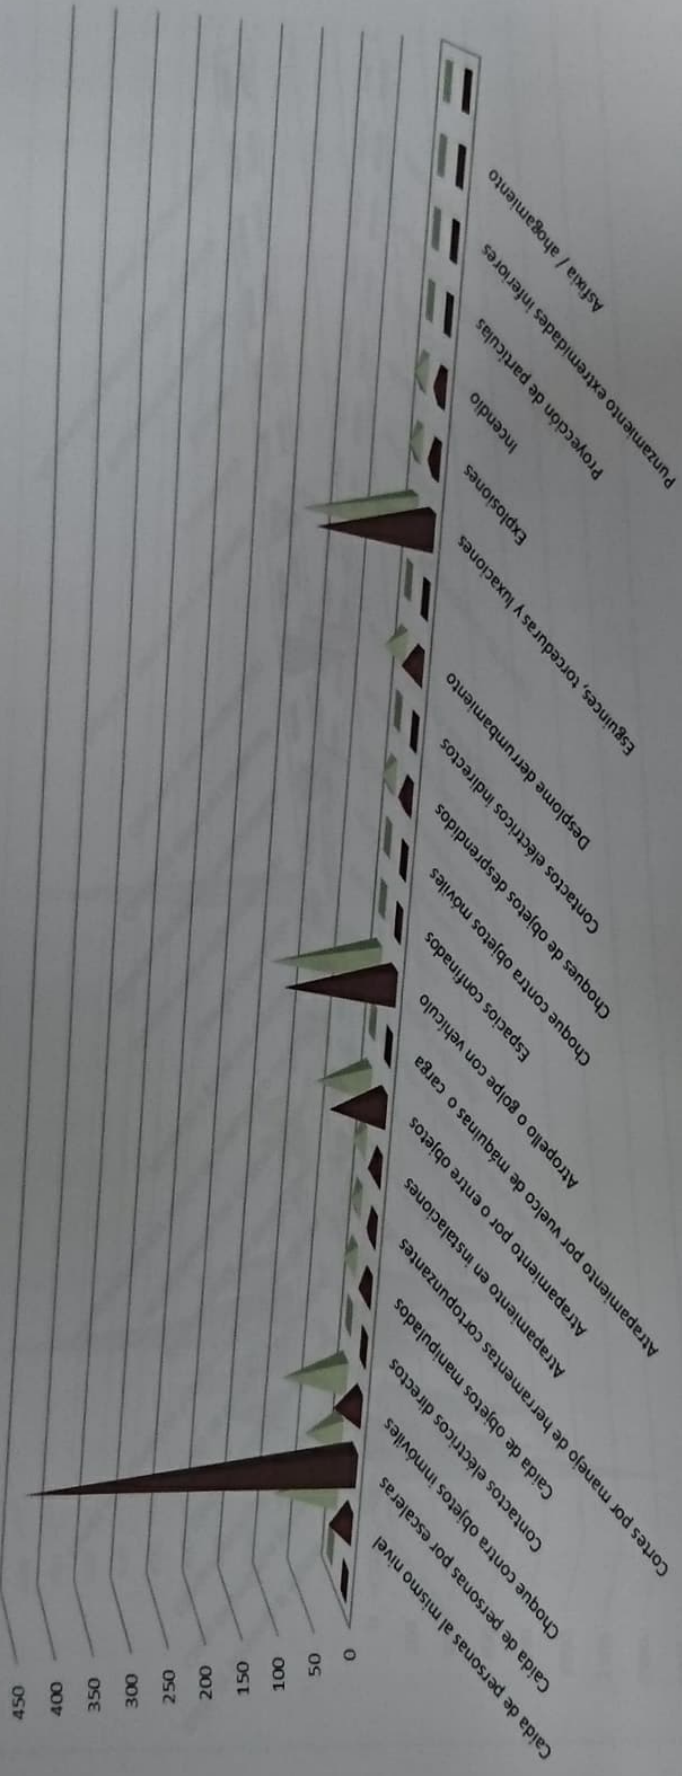 450
400
350
300
250
200
150
100
50
0
Caída de personas al mismo nivel
Caída de personas por escaleras
Choque contra objetos inmóviles
Contactos eléctricos directos
Caída de objetos manipulados
Cortes por manejo de herramientas cortopunzantes
Atrapamiento en instalaciones
Atrapamiento por o entre objetos
Atrapamiento por vuelco de máquinas o carga
Atropello o golpe con vehículo
Espacios confinados
Choque contra objetos móviles
Choques de objetos desprendidos
Contactos eléctricos indirectos
Desplome derrumbamiento
Esguinces, torceduras y luxaciones
Explosiones
Incendio
Proyección de partículas
Punzamiento extremidades inferiores
Asfixia / ahogamiento